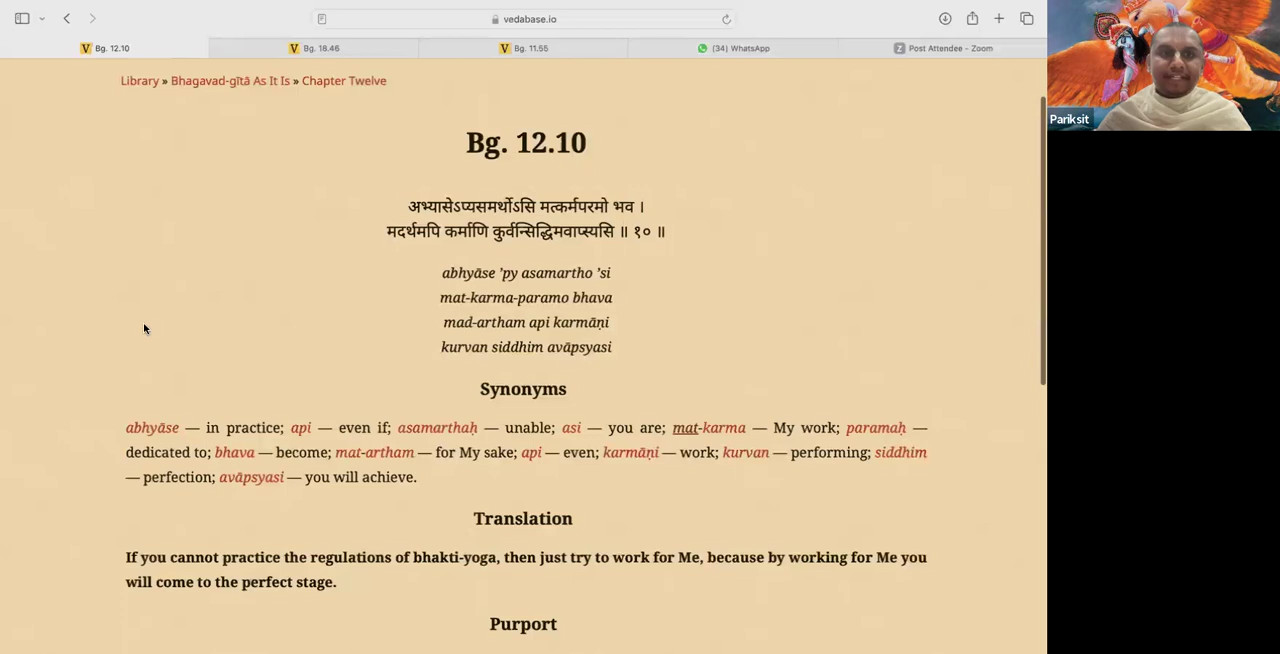 vedabase.io
Bg. 12.10
Bg. 18.46
Bg. 11.55
(34) WhatsApp
Post Attendee - Zoom
Library » Bhagavad-gītā As It Is » Chapter Twelve
Pariksit
Bg. 12.10
अभ्यासेऽप्यसमर्थोऽसि मत्कर्मपरमो भव ।
मदर्थमपि कर्माणि कुर्वन्सिद्धिमवाप्स्यसि ॥ १० ॥
abhyāse ’py asamartho ’si
mat-karma-paramo bhava
mad-artham api karmāṇi
kurvan siddhim avāpsyasi
Synonyms
abhyāse — in practice; api — even if; asamarthaḥ — unable; asi — you are; mat-karma — My work; paramaḥ —
dedicated to; bhava — become; mat-artham — for My sake; api — even; karmāṇi — work; kurvan — performing; siddhim
— perfection; avāpsyasi — you will achieve.
Translation
If you cannot practice the regulations of bhakti-yoga, then just try to work for Me, because by working for Me you
will come to the perfect stage.
Purport